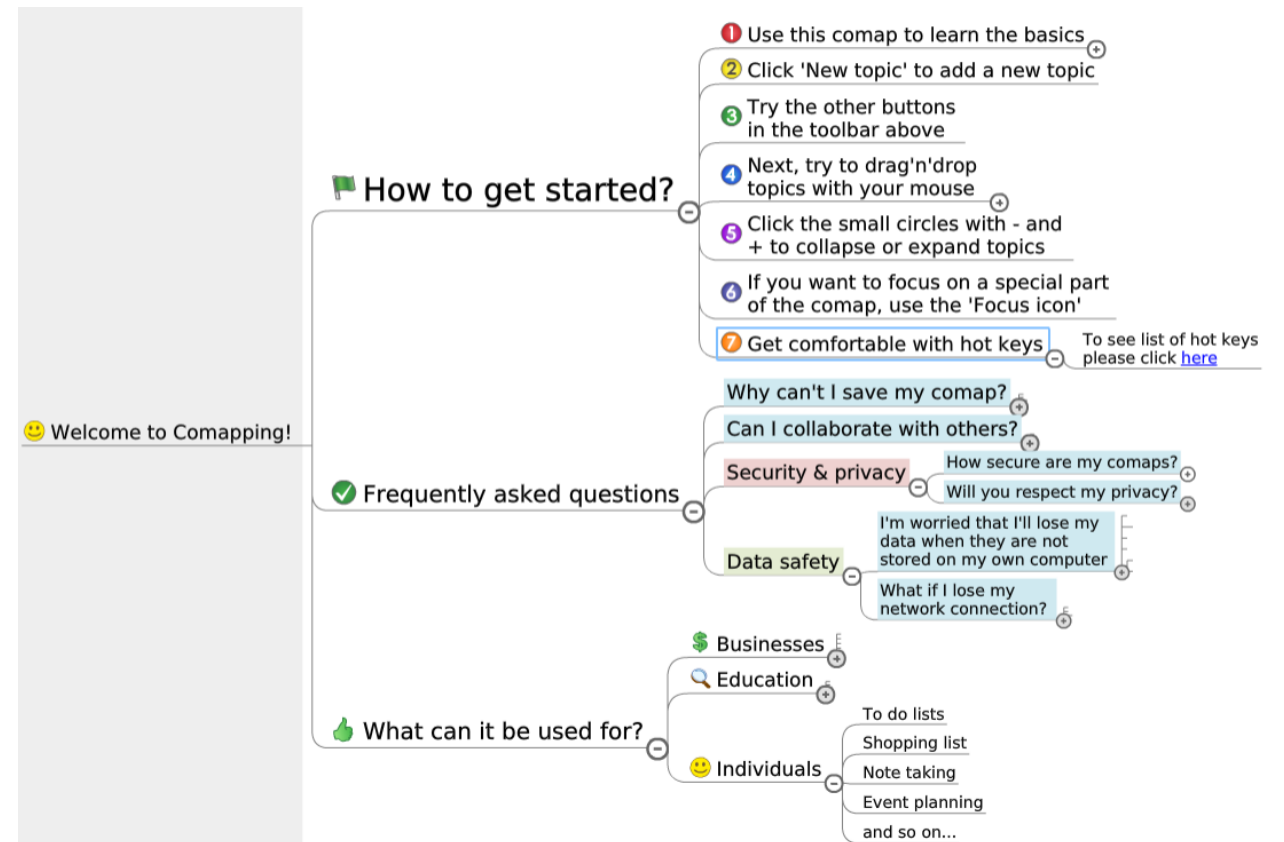 Welcome to Comapping!
How to get started?
1 Use this comap to learn the basics
2 Click 'New topic' to add a new topic
3 Try the other buttons
in the toolbar above
4 Next, try to drag'n'drop
topics with your mouse
5 Click the small circles with - and
+ to collapse or expand topics
6 If you want to focus on a special part
of the comap, use the 'Focus icon'
7 Get comfortable with hot keys
To see list of hot keys
please click here
Frequently asked questions
Why can't I save my comap?
Can I collaborate with others?
Security & privacy
How secure are my comaps?
Will you respect my privacy?
Data safety
I'm worried that I'll lose my
data when they are not
stored on my own computer
What if I lose my
network connection?
What can it be used for?
$ Businesses
Education
Individuals
To do lists
Shopping list
Note taking
Event planning
and so on...